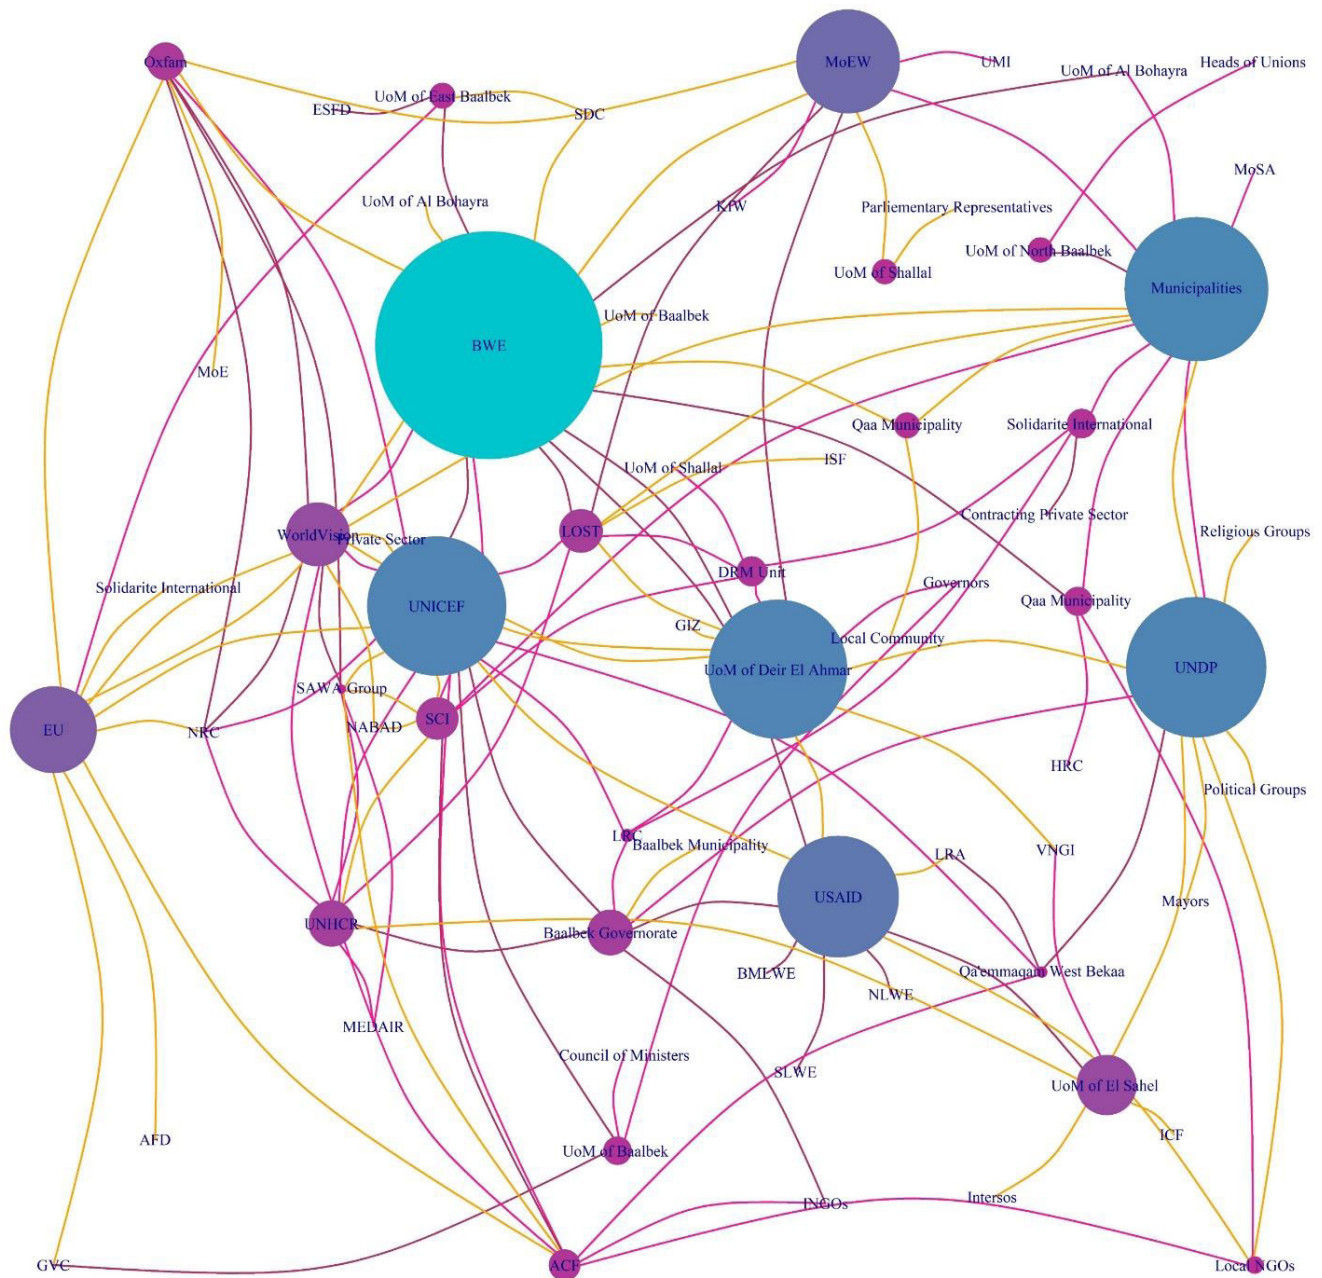 Oxfam
MoEW
UMI
UoM of Al Bohayra
Heads of Unions
UoM of East Baalbek
ESFD
SDC
MoSA
UoM of Al Bohayra
KfW
Parliementary Representatives
UoM of North Baalbek
UoM of Shallal
Municipalities
UoM of Baalbek
BWE
MoE
Qaa Municipality
Solidarite International
UoM of Shallal
ISF
Contracting Private Sector
WorldVision
Private Sector
LOST
Religious Groups
Solidarite International
DRM Unit
Governors
UNICEF
Qaa Municipality
GIZ
Local Community
UoM of Deir El Ahmar
UNDP
SAWA Group
EU
NRC
NABAD
SCI
HRC
Political Groups
LRC
Baalbek Municipality
LRA
VNGI
USAID
Mayors
UNHCR
Baalbek Governorate
BMLWE
Qa'emmaqam West Bekaa
NLWE
MEDAIR
Council of Ministers
SLWE
UoM of El Sahel
AFD
UoM of Baalbek
ICF
INGOs
Intersos
GVC
ACF
Local NGOs